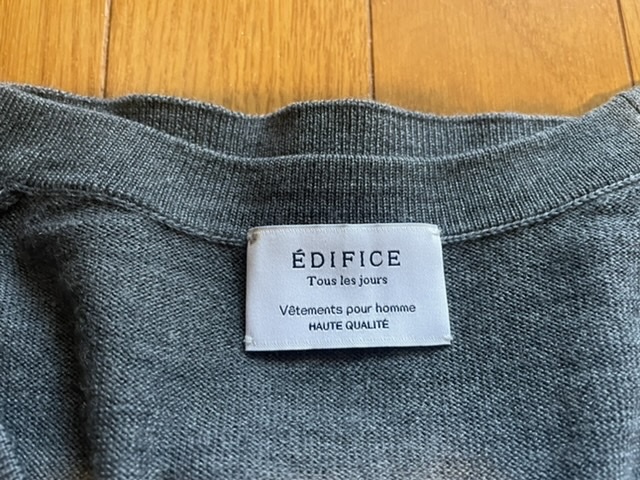 ÉDIFICE
Tous les jours
Vêtements pour homme
HAUTE QUALITÉ